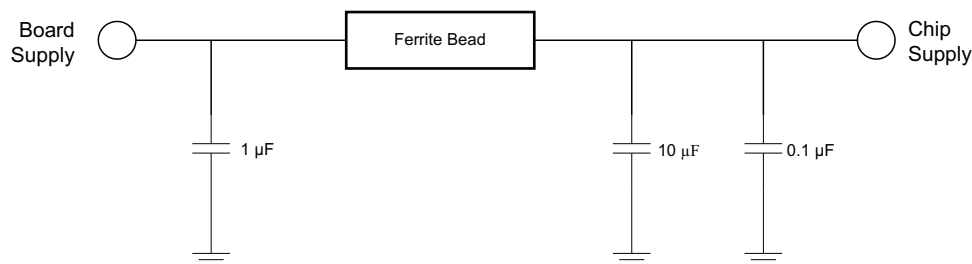 Board
Supply
Ferrite Bead
Chip
Supply
1 µF
10 µF
0.1 µF